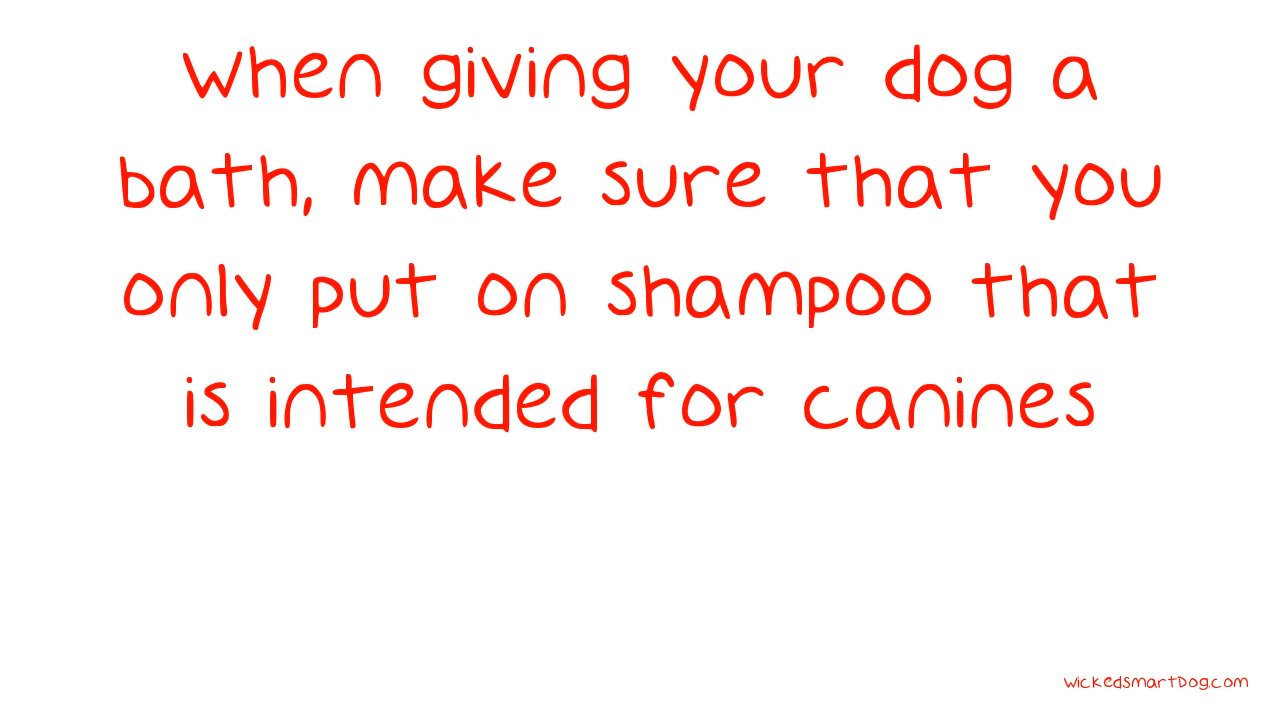 When giving your dog a
bath, make sure that you
only put on shampoo that
is intended for canines
wickedsmartDog.com